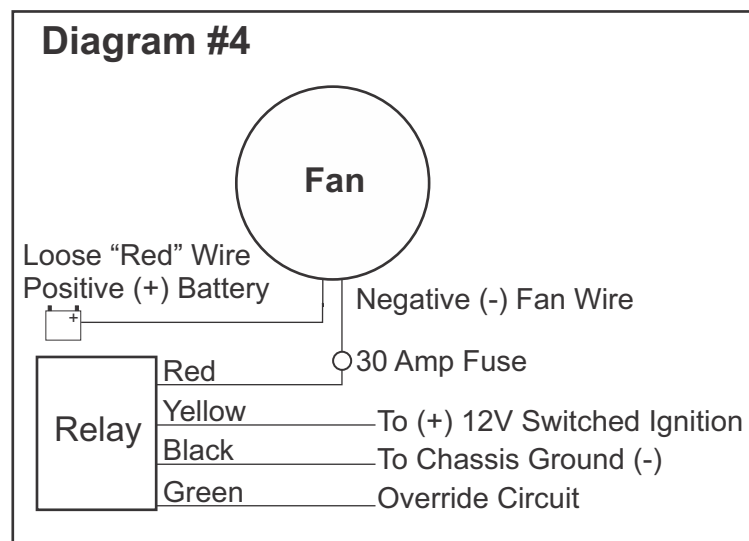 Diagram #4
Fan
Loose “Red” Wire
Positive (+) Battery
+
Negative (-) Fan Wire
30 Amp Fuse
Relay
Red
Yellow
To (+) 12V Switched Ignition
Black
To Chassis Ground (-)
Green
Override Circuit